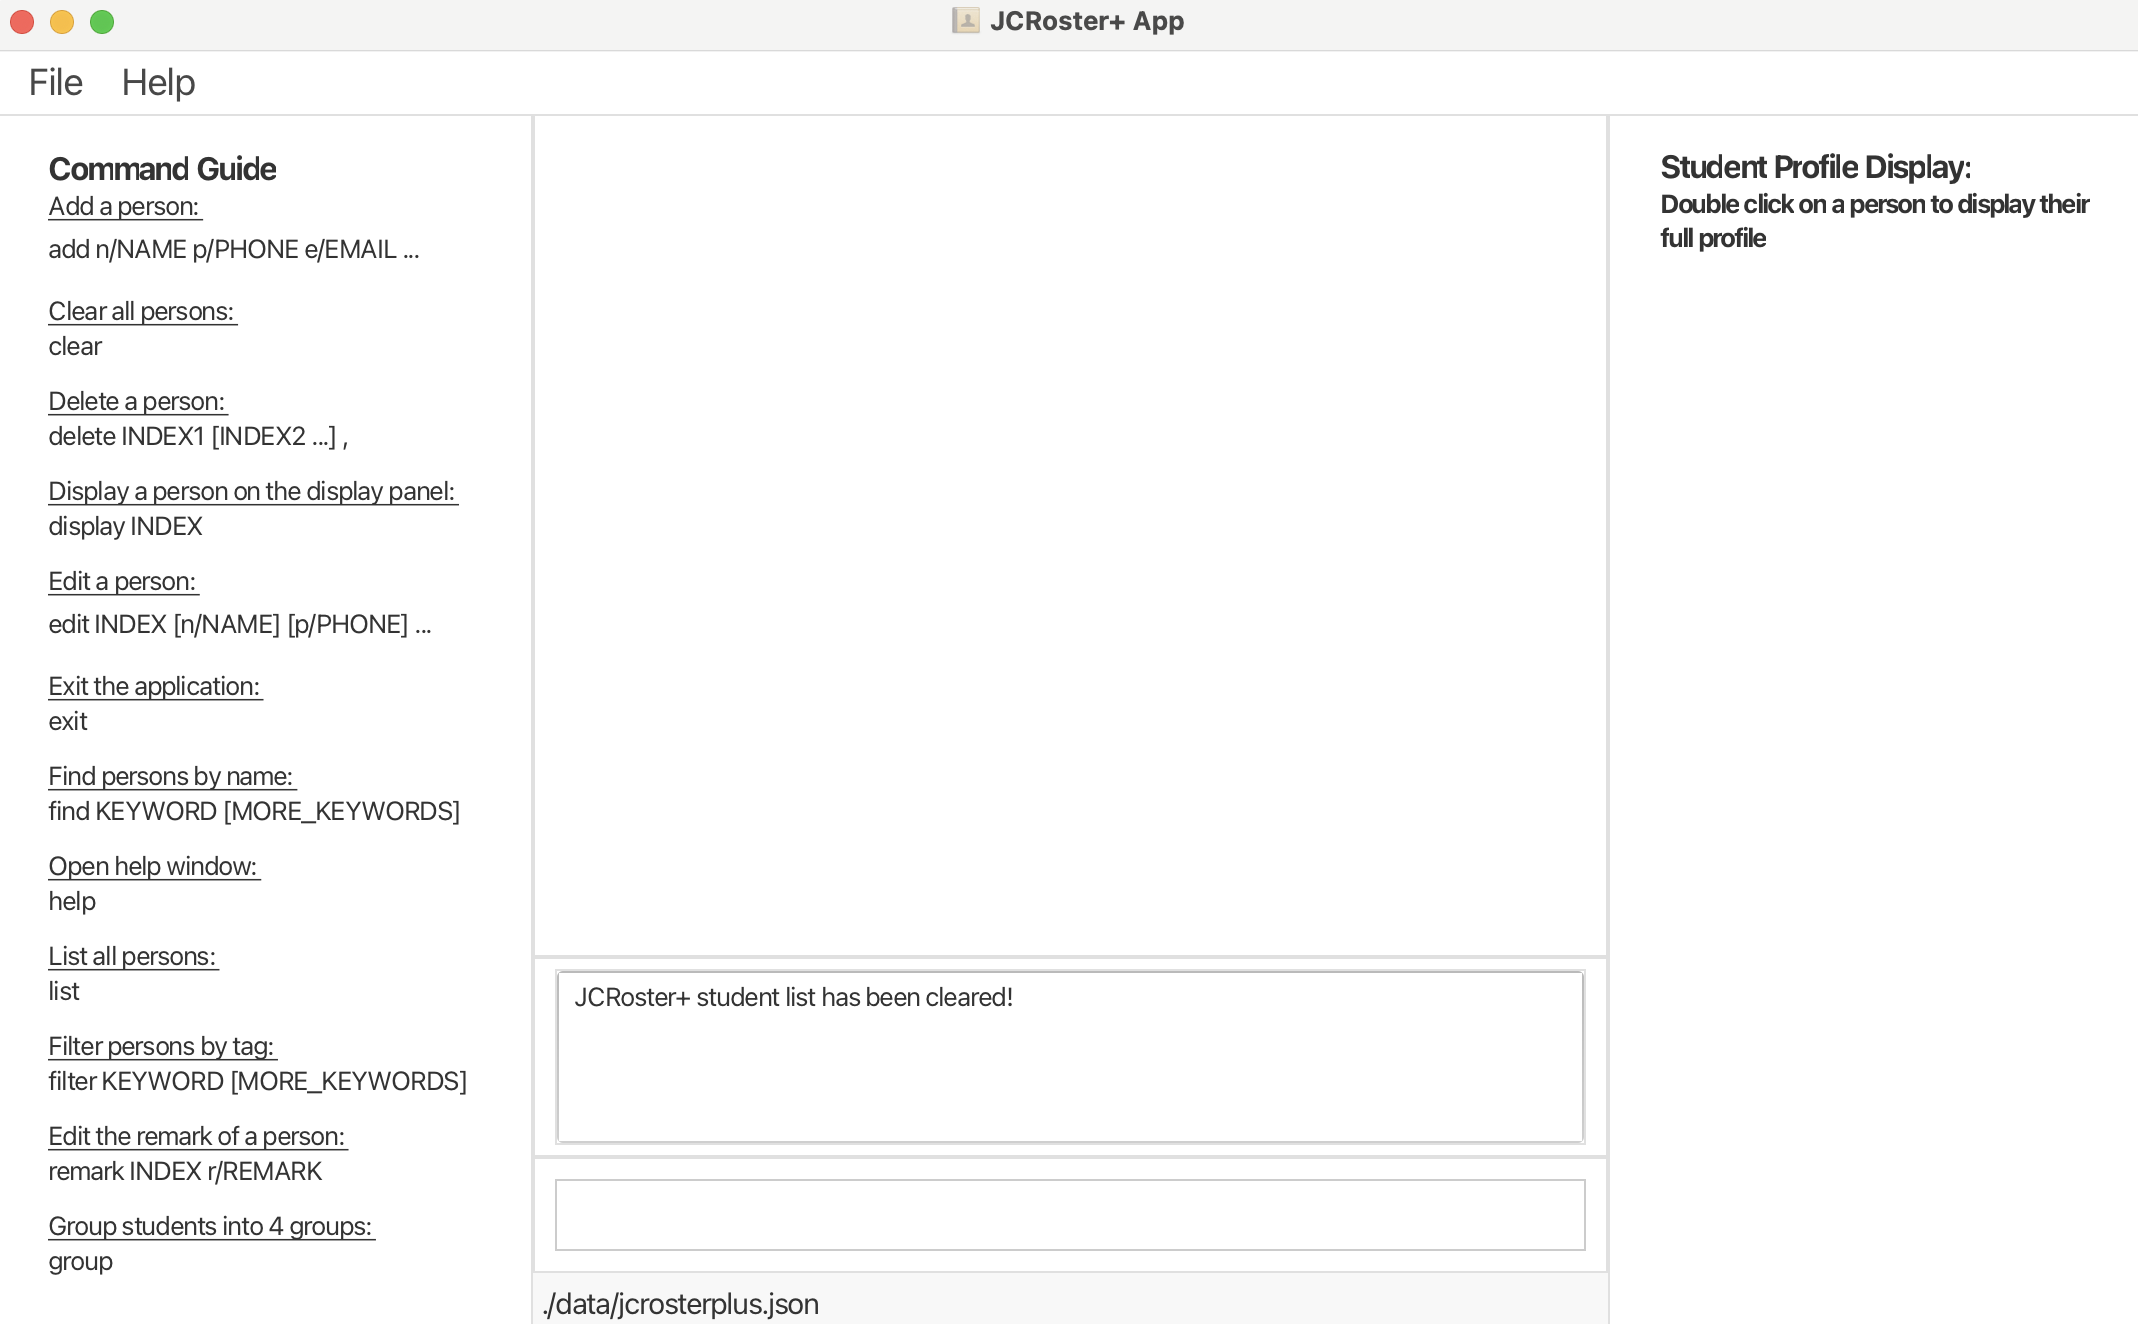 JCRoster+ App
File Help
Command Guide
Add a person:
add n/NAME p/PHONE e/EMAIL ...
Clear all persons:
clear
Delete a person:
delete INDEX1 [INDEX2 ...] ,
Display a person on the display panel:
display INDEX
Edit a person:
edit INDEX [n/NAME] [p/PHONE] ...
Exit the application:
exit
Find persons by name:
find KEYWORD [MORE_KEYWORDS]
Open help window:
help
List all persons:
list
Filter persons by tag:
filter KEYWORD [MORE_KEYWORDS]
Edit the remark of a person:
remark INDEX r/REMARK
Group students into 4 groups:
group
JCRoster+ student list has been cleared!
./data/jcrosterplus.json
Student Profile Display:
Double click on a person to display their
full profile